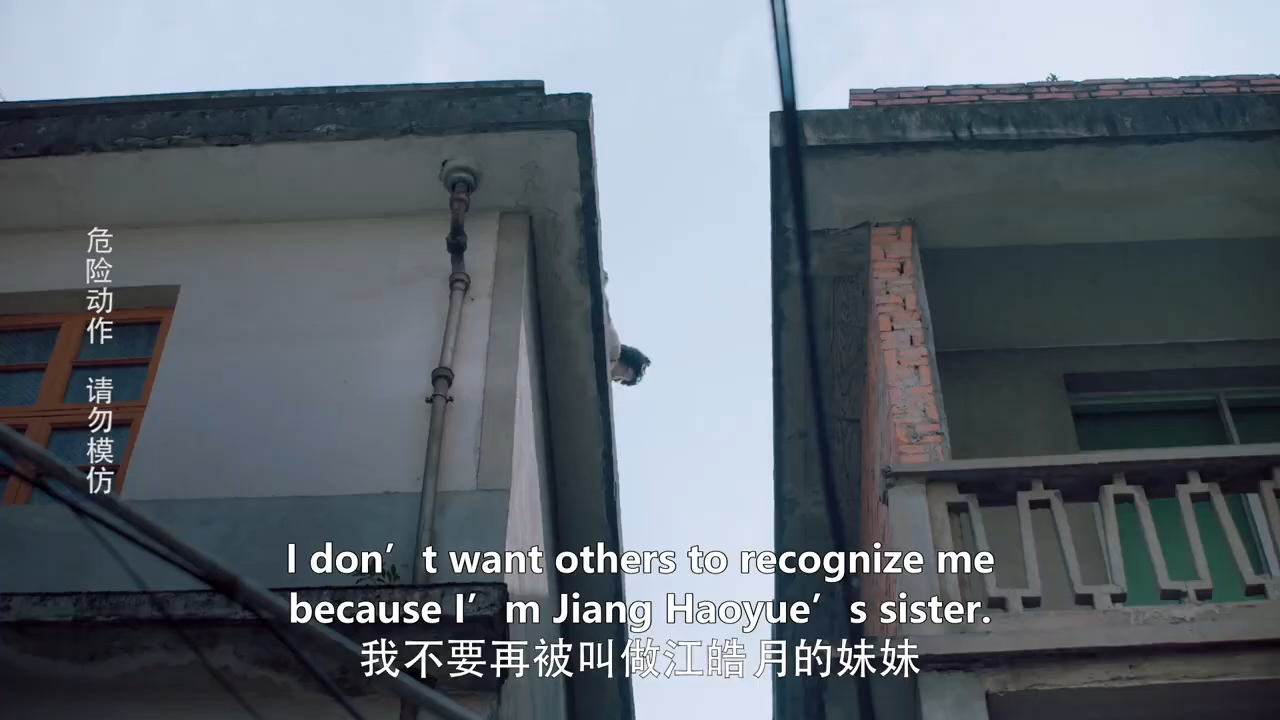 危险动作 请勿模仿
I don’t want others to recognize me
because I’m Jiang Haoyue’s sister.
我不要再被叫做江皓月的妹妹